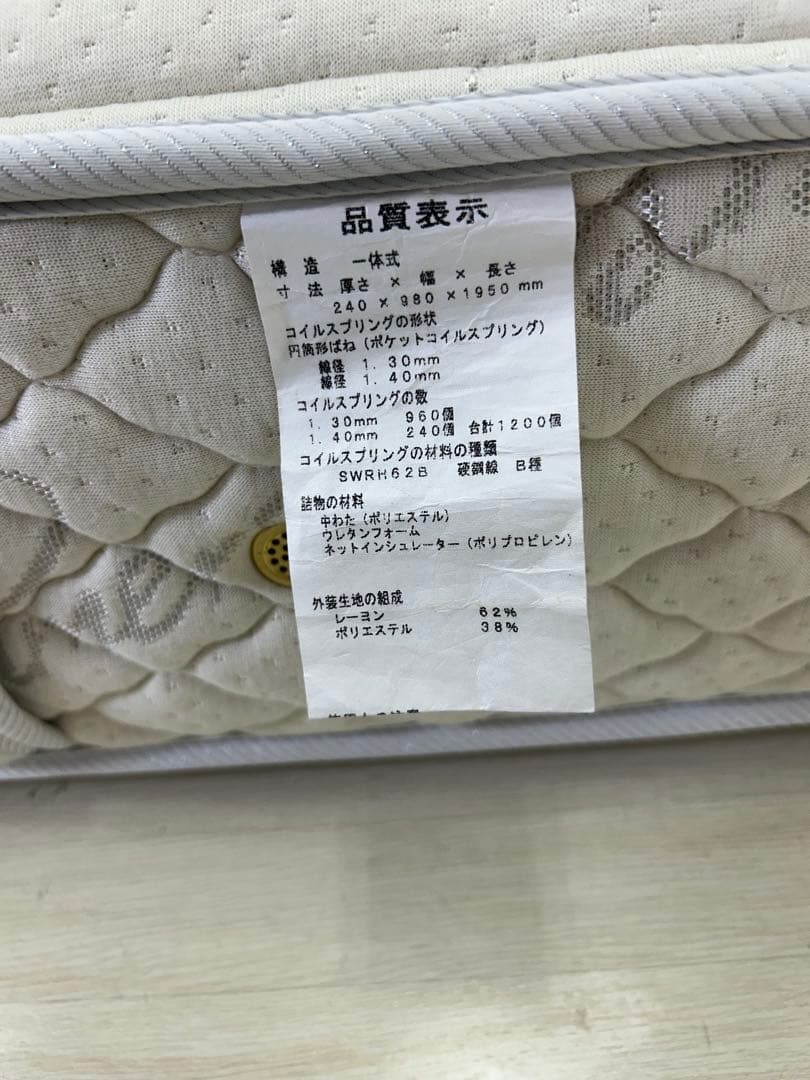 品質表示
構造 一体式
寸法 厚さ × 幅 × 長さ
240 × 980 × 1950 mm
コイルスプリングの形状
円筒形ばね（ポケットコイルスプリング）
線径 1.30mm
線径 1.40mm
コイルスプリングの数
1.30mm 960個
1.40mm 240個 合計1200個
コイルスプリングの材料の種類
SWRH62B 硬鋼線 B種
詰物の材料
中わた（ポリエステル）
ウレタンフォーム
ネットインシュレーター（ポリプロピレン）
外装生地の組成
レーヨン 62%
ポリエステル 38%